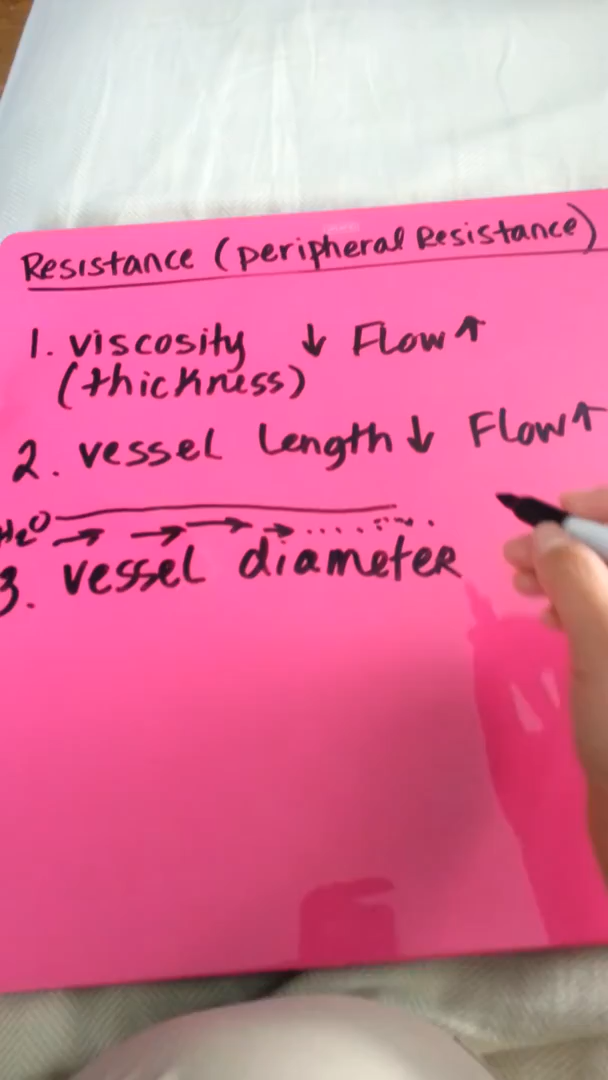 Resistance (peripheral Resistance)
1. viscosity ↓ Flow ↑
(thickness)
2. vessel length ↓ Flow ↑
H2O → → → → ........
3. vessel diameter